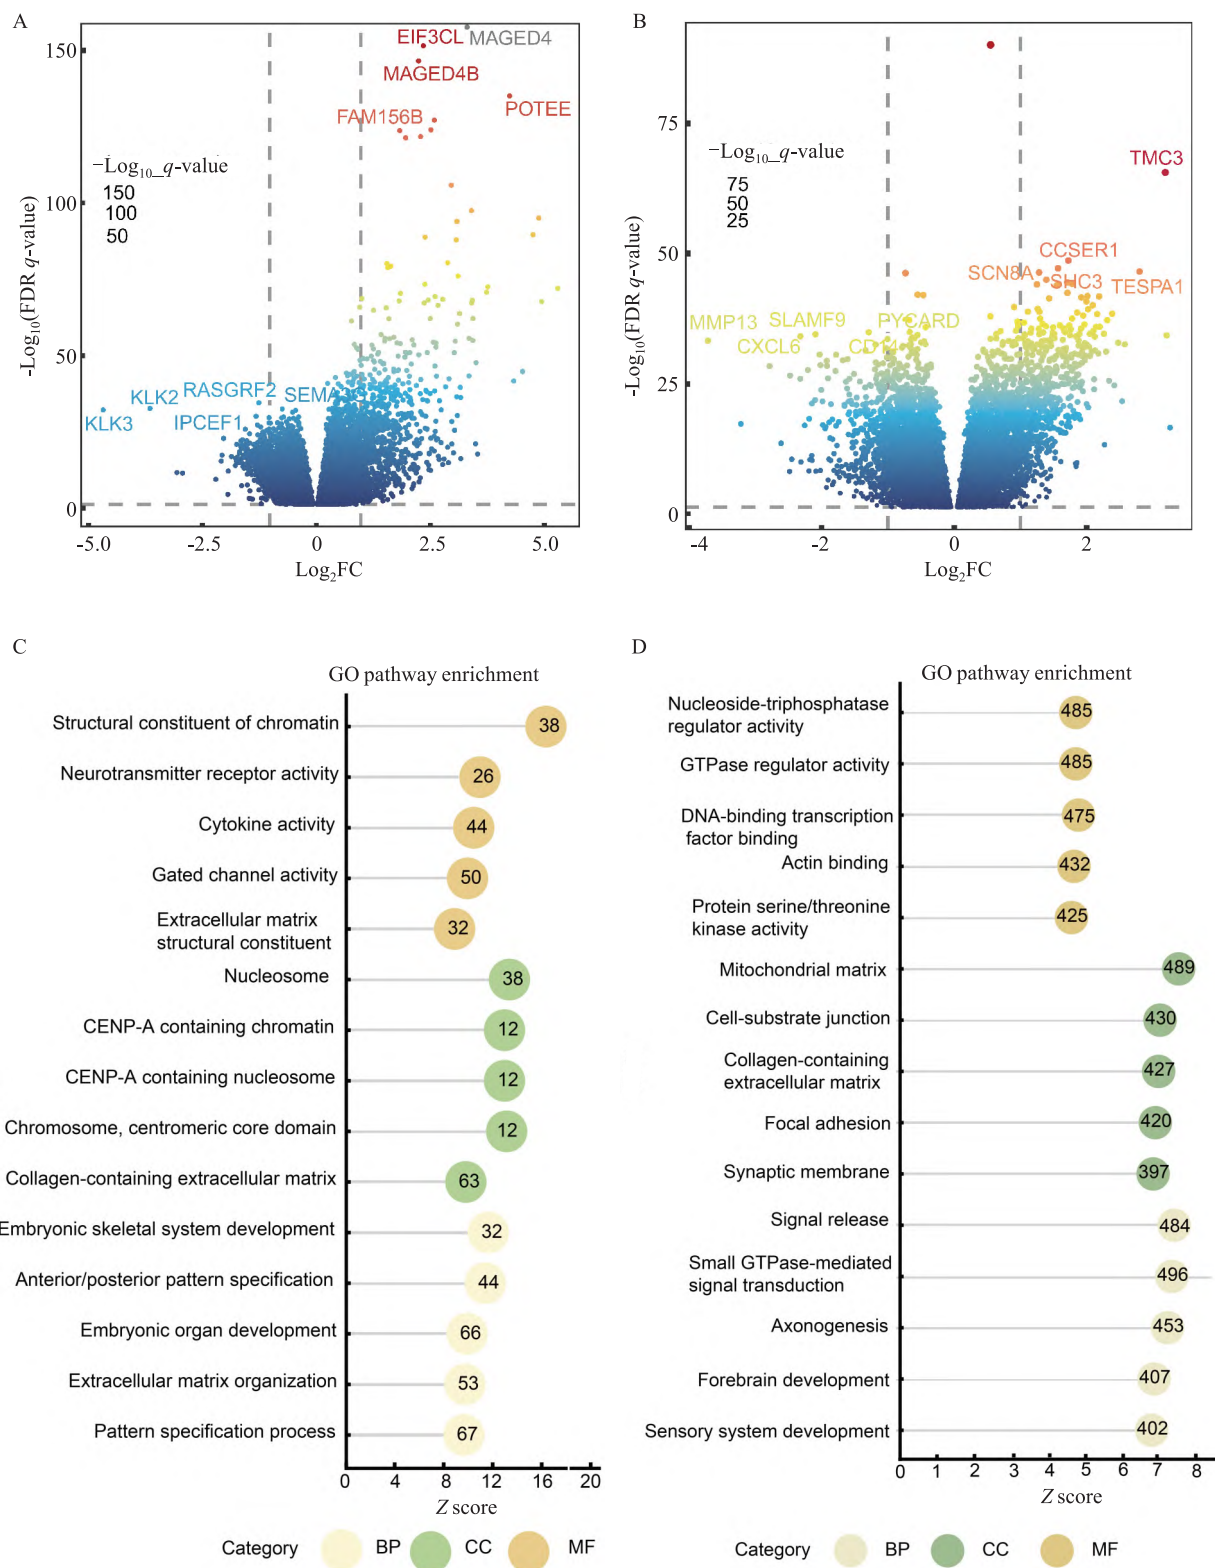 A
150
100
50
0
-Log10(FDR q-value)
EIF3CL
MAGED4
MAGED4B
POTEE
FAM156B
−Log10_q-value
150
100
50
KLK2
RASGRF2
KLK3
IPCEF1
-5.0
-2.5
0
2.5
5.0
Log2FC
B
75
50
25
0
-Log10(FDR q-value)
TMC3
−Log10_q-value
75
50
25
CCSER1
SCN8A
SHC3
TESPA1
MMP13
SLAMF9
PYCARD
CXCL6
-4
-2
0
2
Log2FC
C
GO pathway enrichment
Structural constituent of chromatin
38
Neurotransmitter receptor activity
26
Cytokine activity
44
Gated channel activity
50
Extracellular matrix
structural constituent
32
Nucleosome
38
CENP-A containing chromatin
12
CENP-A containing nucleosome
12
Chromosome, centromeric core domain
12
Collagen-containing extracellular matrix
63
Embryonic skeletal system development
32
Anterior/posterior pattern specification
44
Embryonic organ development
66
Extracellular matrix organization
53
Pattern specification process
67
0
4
8
12
16
20
Z score
Category
BP
CC
MF
D
GO pathway enrichment
Nucleoside-triphosphatase
regulator activity
485
GTPase regulator activity
485
DNA-binding transcription
factor binding
475
Actin binding
432
Protein serine/threonine
kinase activity
425
Mitochondrial matrix
489
Cell-substrate junction
430
Collagen-containing
extracellular matrix
427
Focal adhesion
420
Synaptic membrane
397
Signal release
484
Small GTPase-mediated
signal transduction
496
Axonogenesis
453
Forebrain development
407
Sensory system development
402
0
1
2
3
4
5
6
7
8
Z score
Category
BP
CC
MF